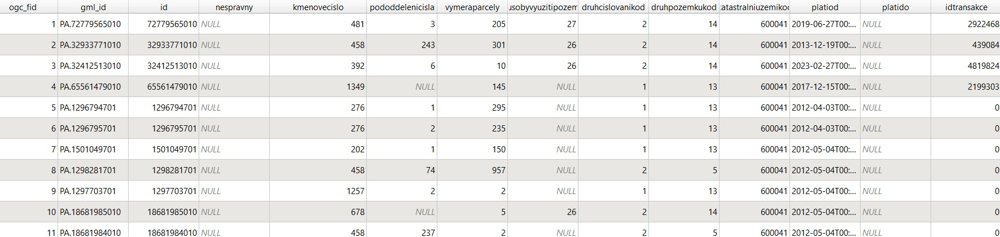 ogc_fid gml_id id nespravny kmenovecislo pododdelenicisla vymeraparcely usobyvyuzitipozem druhcislovanikod druhpozemkukod catastralniuzemikod platiod platido idtransakce
1 PA.72779565010 72779565010 NULL 481 3 205 27 2 14 600041 2019-06-27T00:... NULL 2922468
2 PA.32933771010 32933771010 NULL 458 243 301 26 2 14 600041 2013-12-19T00:... NULL 439084
3 PA.32412513010 32412513010 NULL 392 6 10 26 2 14 600041 2023-02-27T00:... NULL 4819824
4 PA.65561479010 65561479010 NULL 1349 NULL 145 NULL 1 13 600041 2017-12-15T00:... NULL 2199303
5 PA.1296794701 1296794701 NULL 276 1 295 NULL 1 13 600041 2012-04-03T00:... NULL 0
6 PA.1296795701 1296795701 NULL 276 2 235 NULL 1 13 600041 2012-04-03T00:... NULL 0
7 PA.1501049701 1501049701 NULL 202 1 150 NULL 1 13 600041 2012-05-04T00:... NULL 0
8 PA.1298281701 1298281701 NULL 458 74 957 NULL 2 5 600041 2012-05-04T00:... NULL 0
9 PA.1297703701 1297703701 NULL 1257 2 2 NULL 1 13 600041 2012-05-04T00:... NULL 0
10 PA.18681985010 18681985010 NULL 678 NULL 5 26 2 14 600041 2012-05-04T00:... NULL 0
11 PA.18681984010 18681984010 NULL 458 237 2 NULL 2 5 600041 2012-05-04T00:... NULL 0